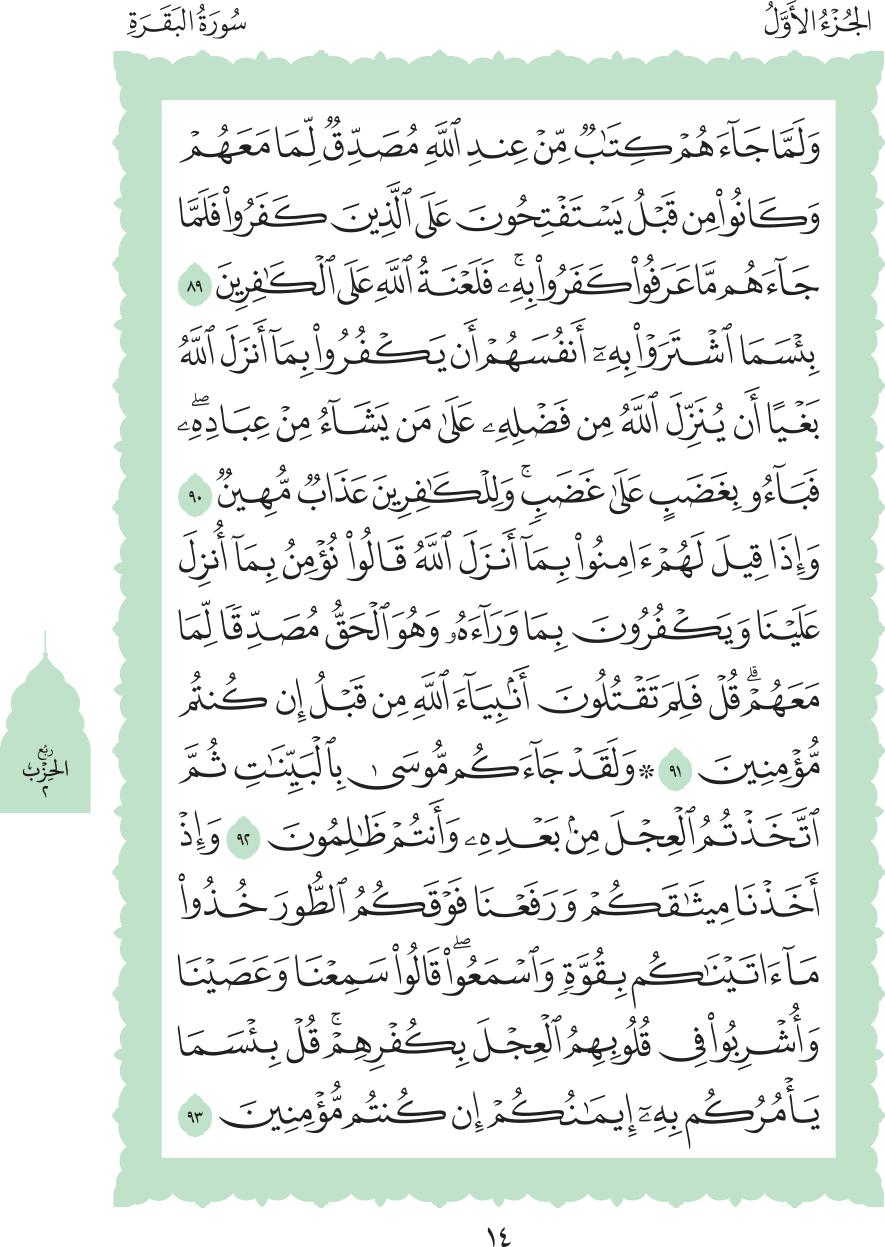 الجُزْءُ الأَوَّلُ
سُورَةُ البَقَرَةِ
وَلَمَّا جَآءَهُمْ كِتَٰبٌ مِّنْ عِندِ ٱللَّهِ مُصَدِّقٌ لِّمَا مَعَهُمْ
وَكَانُوا۟ مِن قَبْلُ يَسْتَفْتِحُونَ عَلَى ٱلَّذِينَ كَفَرُوا۟ فَلَمَّا
جَآءَهُم مَّا عَرَفُوا۟ كَفَرُوا۟ بِهِۦ ۚ فَلَعْنَةُ ٱللَّهِ عَلَى ٱلْكَٰفِرِينَ ٨٩
بِئْسَمَا ٱشْتَرَوْا۟ بِهِۦٓ أَنفُسَهُمْ أَن يَكْفُرُوا۟ بِمَآ أَنزَلَ ٱللَّهُ
بَغْيًا أَن يُنَزِّلَ ٱللَّهُ مِن فَضْلِهِۦ عَلَىٰ مَن يَشَآءُ مِنْ عِبَادِهِۦ ۖ
فَبَآءُو بِغَضَبٍ عَلَىٰ غَضَبٍ ۚ وَلِلْكَٰفِرِينَ عَذَابٌ مُّهِينٌ ٩٠
وَإِذَا قِيلَ لَهُمْ ءَامِنُوا۟ بِمَآ أَنزَلَ ٱللَّهُ قَالُوا۟ نُؤْمِنُ بِمَآ أُنزِلَ
عَلَيْنَا وَيَكْفُرُونَ بِمَا وَرَآءَهُۥ وَهُوَ ٱلْحَقُّ مُصَدِّقًا لِّمَا
مَعَهُمْ ۗ قُلْ فَلِمَ تَقْتُلُونَ أَنۢبِيَآءَ ٱللَّهِ مِن قَبْلُ إِن كُنتُم
مُّؤْمِنِينَ ٩١ * وَلَقَدْ جَآءَكُم مُّوسَىٰ بِٱلْبَيِّنَٰتِ ثُمَّ
ٱتَّخَذْتُمُ ٱلْعِجْلَ مِنۢ بَعْدِهِۦ وَأَنتُمْ ظَٰلِمُونَ ٩٢ وَإِذْ
أَخَذْنَا مِيثَٰقَكُمْ وَرَفَعْنَا فَوْقَكُمُ ٱلطُّورَ خُذُوا۟
مَآ ءَاتَيْنَٰكُم بِقُوَّةٍ وَٱسْمَعُوا۟ ۖ قَالُوا۟ سَمِعْنَا وَعَصَيْنَا
وَأُشْرِبُوا۟ فِى قُلُوبِهِمُ ٱلْعِجْلَ بِكُفْرِهِمْ ۚ قُلْ بِئْسَمَا
يَأْمُرُكُم بِهِۦٓ إِيمَٰنُكُمْ إِن كُنتُم مُّؤْمِنِينَ ٩٣
رُبْع
الحِزْب
٢
١٤